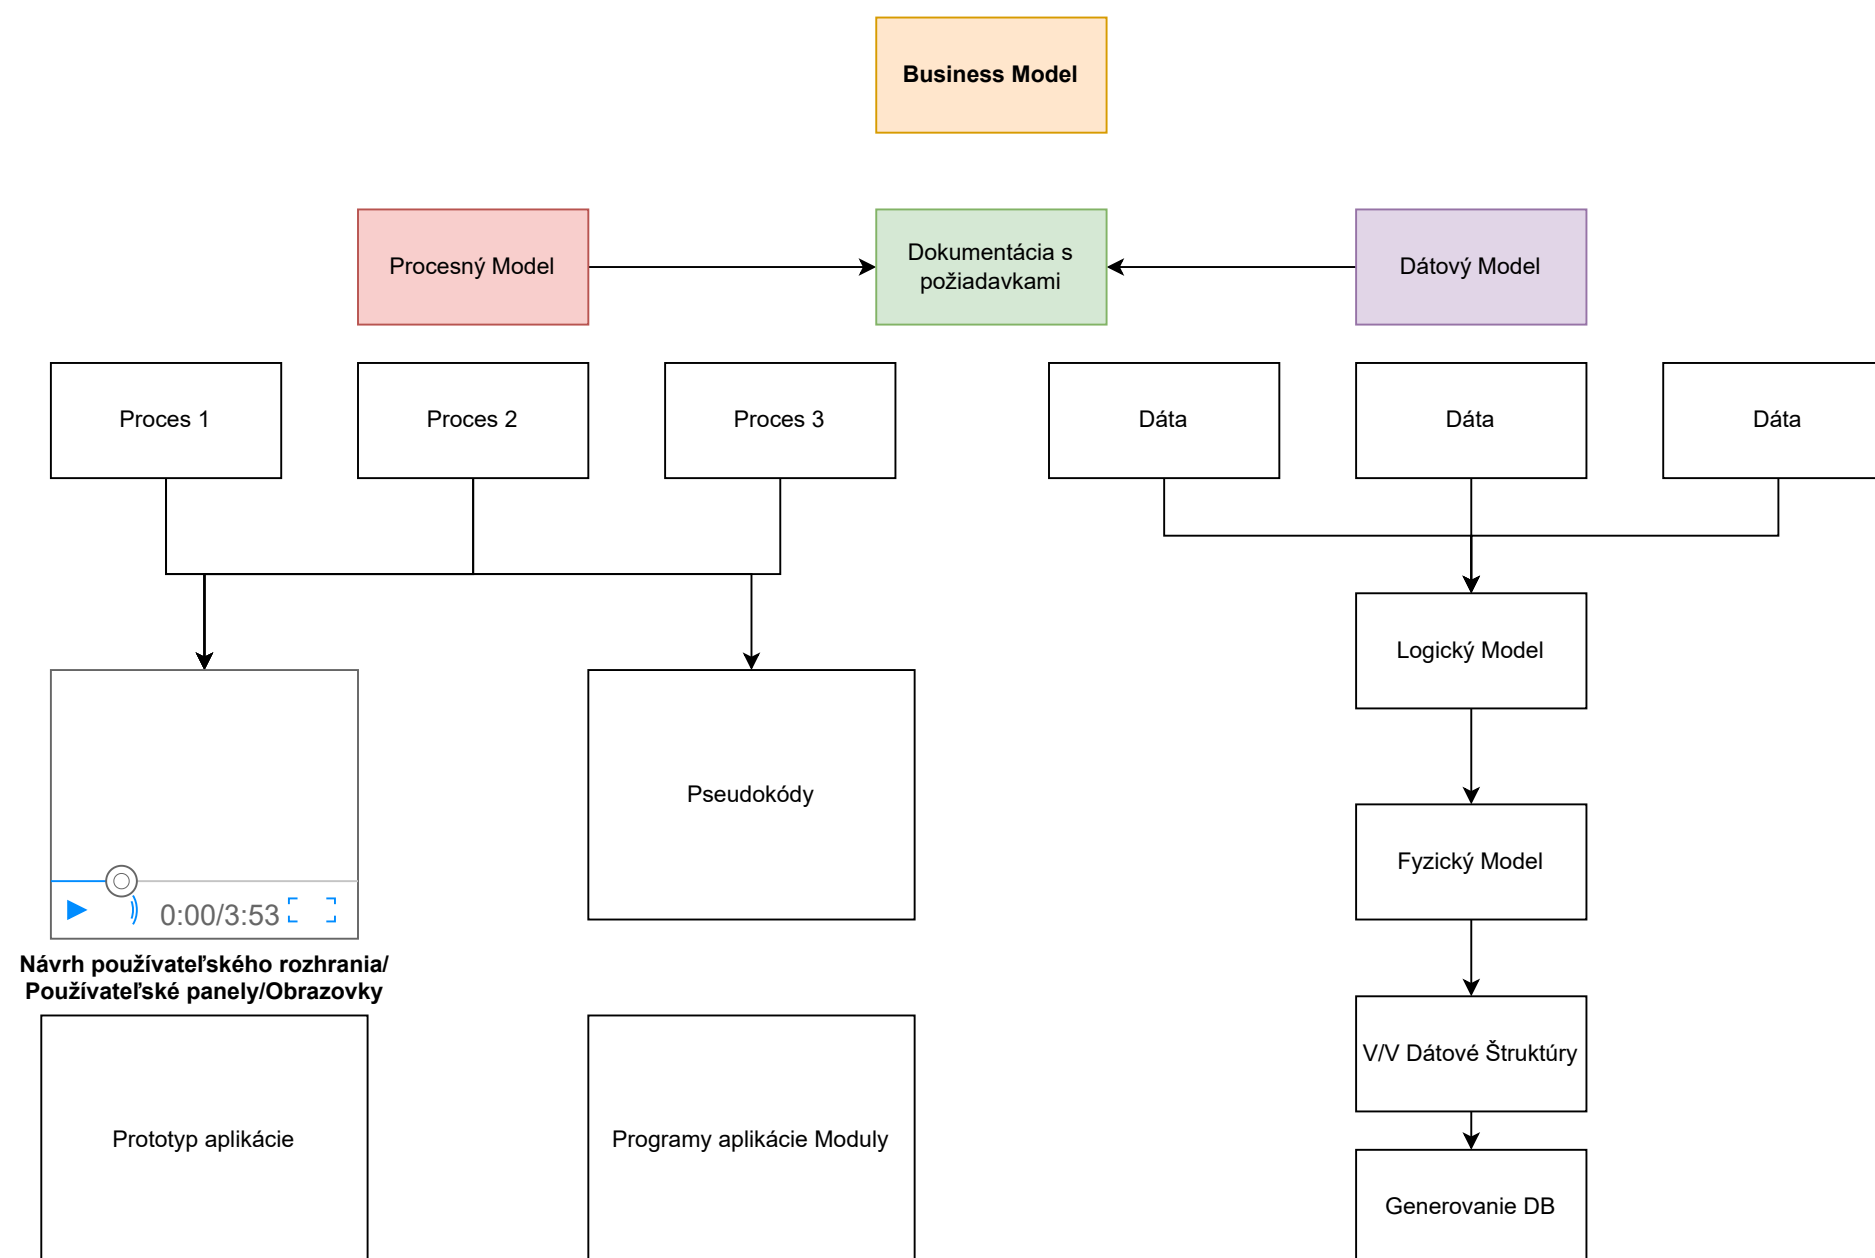 Business Model
Procesný Model
Dokumentácia s
požiadavkami
Dátový Model
Proces 1
Proces 2
Proces 3
Dáta
Dáta
Dáta
Logický Model
Pseudokódy
Fyzický Model
0:00/3:53
Návrh používateľského rozhrania/
Používateľské panely/Obrazovky
V/V Dátové Štruktúry
Prototyp aplikácie
Programy aplikácie Moduly
Generovanie DB